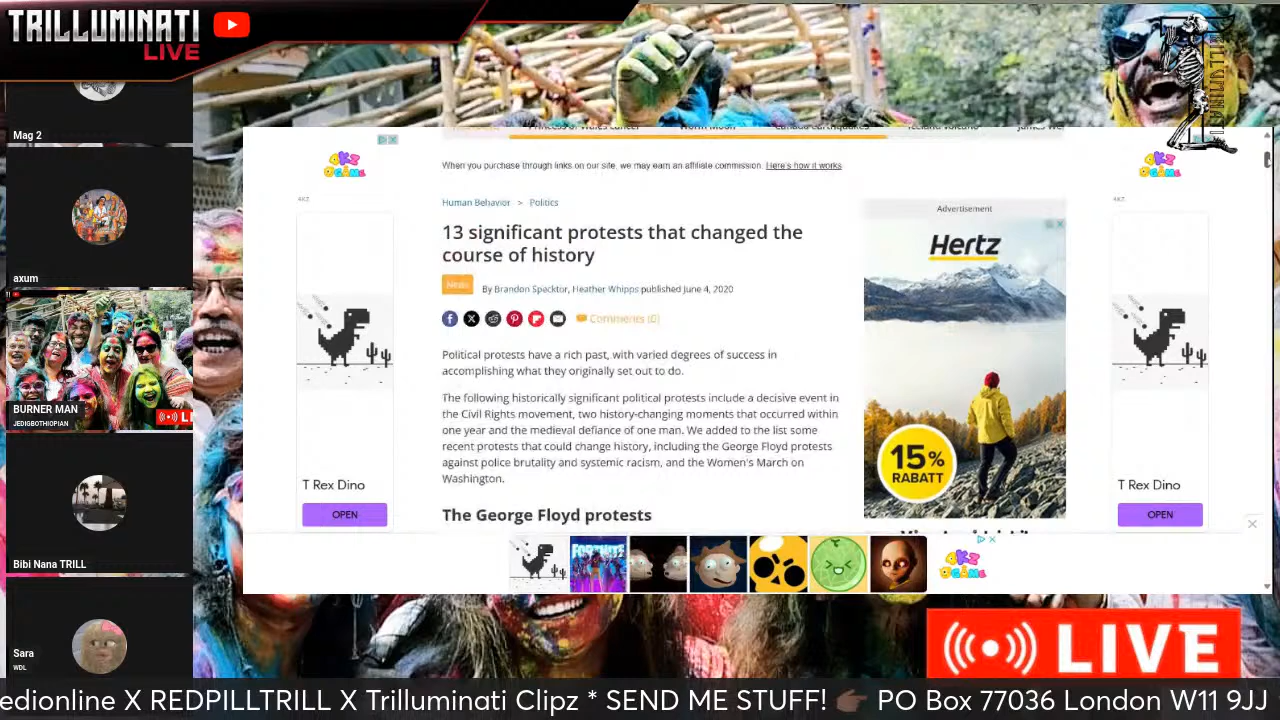 TRILLUMINATI
LIVE
Mag 2
axum
BURNER MAN
JEDIGBOTHIOPIAN
Bibi Nana TRILL
Sara
WDL
When you purchase through links on our site, we may earn an affiliate commission. Here's how it works
Human Behavior > Politics
13 significant protests that changed the
course of history
News
By Brandon Specktor, Heather Whipps published June 4, 2020
Comments (0)
Political protests have a rich past, with varied degrees of success in
accomplishing what they originally set out to do.
The following historically significant political protests include a decisive event in
the Civil Rights movement, two history-changing moments that occurred within
one year and the medieval defiance of one man. We added to the list some
recent protests that could change history, including the George Floyd protests
against police brutality and systemic racism, and the Women's March on
Washington.
The George Floyd protests
4KZ
T Rex Dino
OPEN
Advertisement
Hertz
15%
RABATT
4KZ
T Rex Dino
OPEN
FORTNITE
LIVE
edionline X REDPILLTRILL X Trilluminati Clipz * SEND ME STUFF! 👉🏿 PO Box 77036 London W11 9JJ